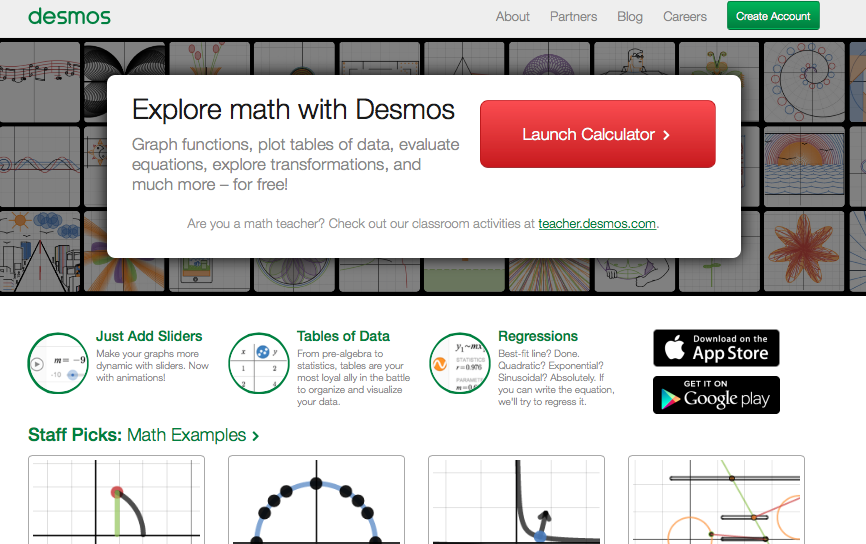 desmos
About Partners Blog Careers Create Account
Explore math with Desmos
Graph functions, plot tables of data, evaluate
equations, explore transformations, and
much more – for free!
Launch Calculator
Are you a math teacher? Check out our classroom activities at teacher.desmos.com.
Just Add Sliders
Make your graphs more
dynamic with sliders. Now
with animations!
m = -9
-10
Tables of Data
From pre-algebra to
statistics, tables are your
most loyal ally in the battle
to organize and visualize
your data.
x y
1 2
2 4
Regressions
Best-fit line? Done.
Quadratic? Exponential?
Sinusoidal? Absolutely. If
you can write the equation,
we'll try to regress it.
y₁~mx
STATISTICS
r = 0.976
Download on the
App Store
GET IT ON
Google play
Staff Picks: Math Examples